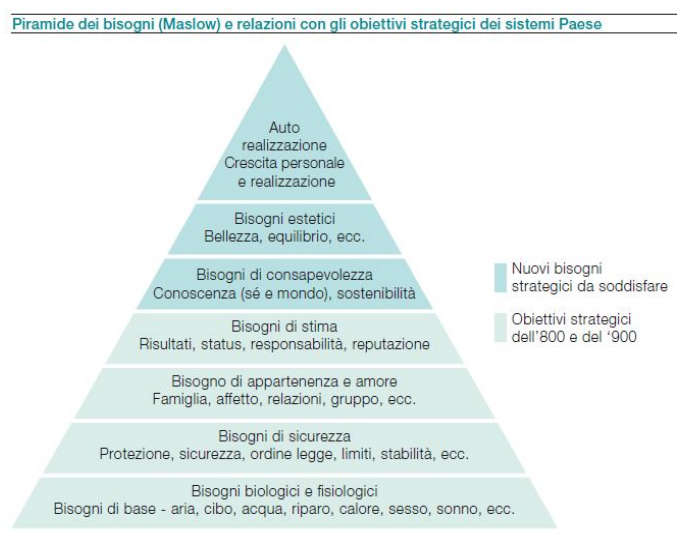 Piramide dei bisogni (Maslow) e relazioni con gli obiettivi strategici dei sistemi Paese
Auto
realizzazione
Crescita personale
e realizzazione
Bisogni estetici
Bellezza, equilibrio, ecc.
Bisogni di consapevolezza
Conoscenza (sé e mondo), sostenibilità
Bisogni di stima
Risultati, status, responsabilità, reputazione
Bisogno di appartenenza e amore
Famiglia, affetto, relazioni, gruppo, ecc.
Bisogni di sicurezza
Protezione, sicurezza, ordine legge, limiti, stabilità, ecc.
Bisogni biologici e fisiologici
Bisogni di base - aria, cibo, acqua, riparo, calore, sesso, sonno, ecc.
Nuovi bisogni
strategici da soddisfare
Obiettivi strategici
dell'800 e del ‘900